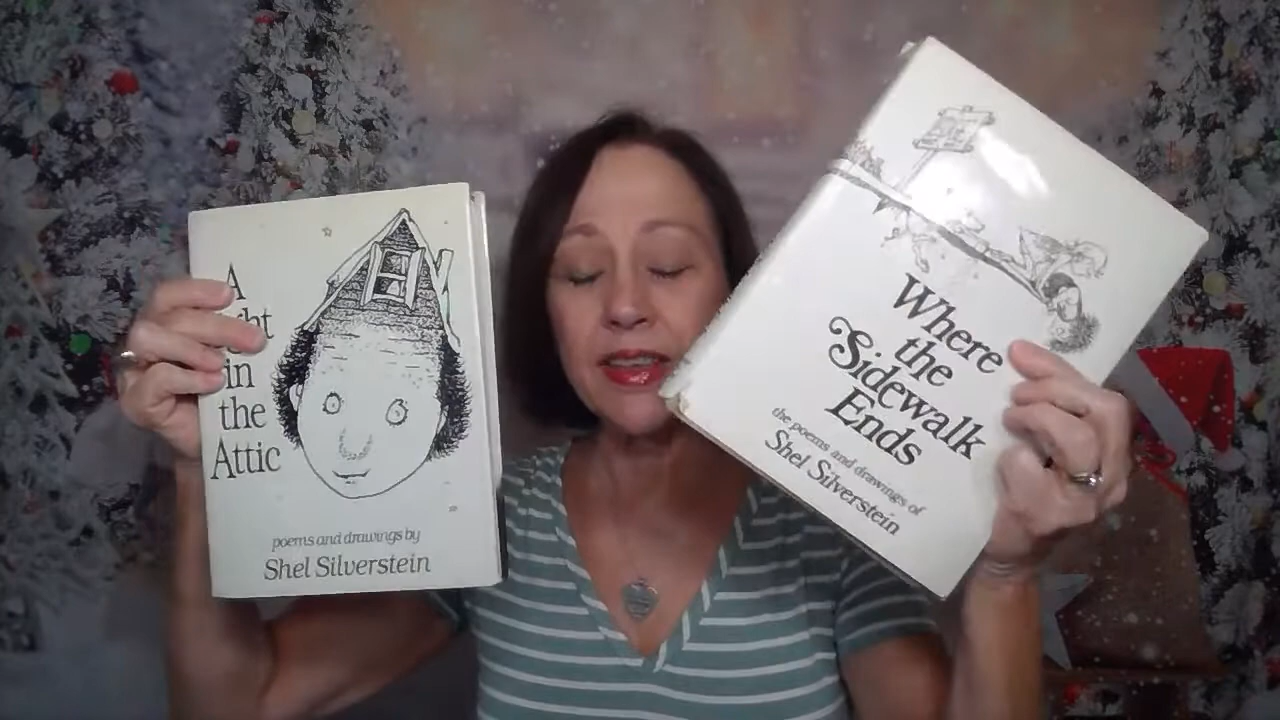 A
ght
in
the
Attic
poems and drawings by
Shel Silverstein
Where
the
Sidewalk
Ends
the poems and drawings of
Shel Silverstein